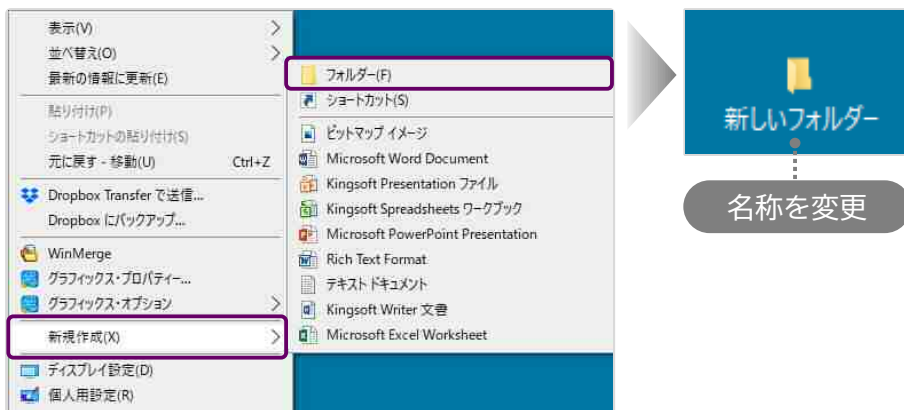 表示(V)
並べ替え(O)
最新の情報に更新(E)
貼り付け(P)
ショートカットの貼り付け(S)
元に戻す - 移動(U) Ctrl+Z
Dropbox Transfer で送信...
Dropbox にバックアップ...
WinMerge
グラフィックス・プロパティー...
グラフィックス・オプション
新規作成(X)
ディスプレイ設定(D)
個人用設定(R)
フォルダー(F)
ショートカット(S)
ビットマップ イメージ
Microsoft Word Document
Kingsoft Presentation ファイル
Kingsoft Spreadsheets ワークブック
Microsoft PowerPoint Presentation
Rich Text Format
テキスト ドキュメント
Kingsoft Writer 文書
Microsoft Excel Worksheet
新しいフォルダー
名称を変更